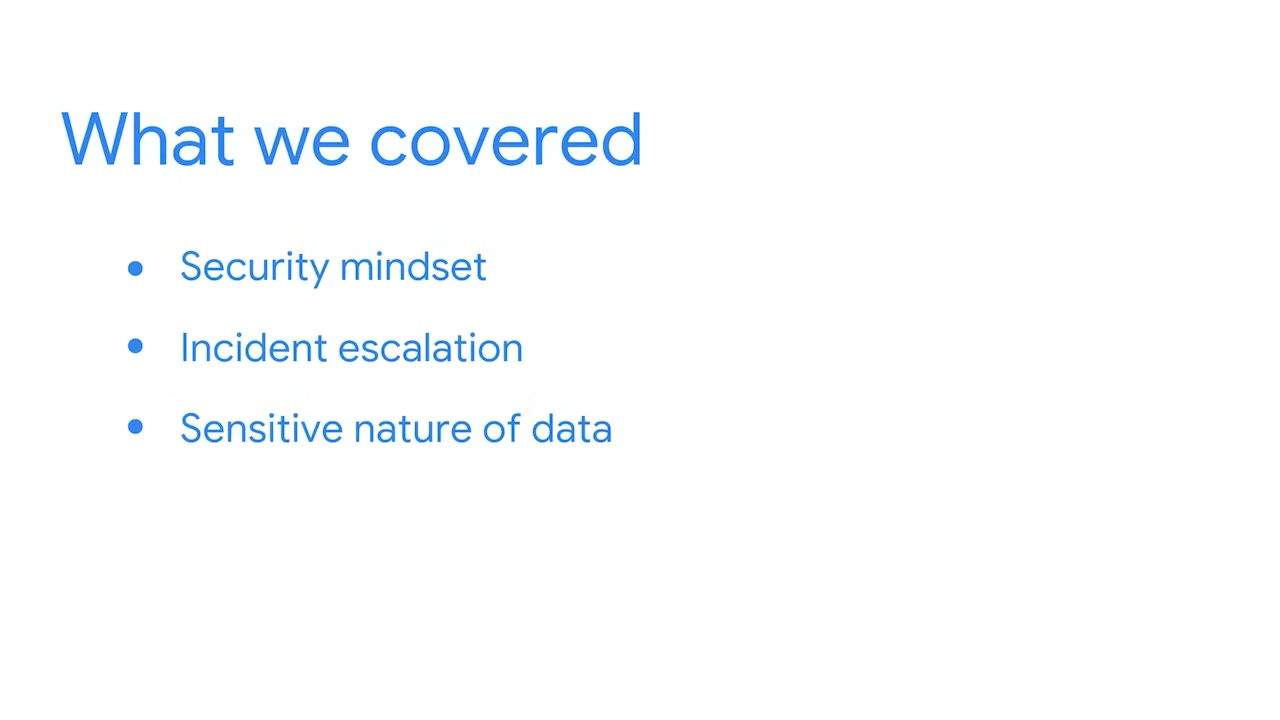 What we covered
• Security mindset
• Incident escalation
• Sensitive nature of data